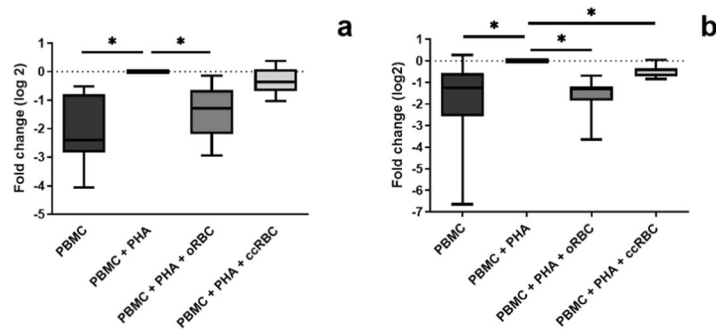 a
*
*
Fold change (log 2)
1
0
-1
-2
-3
-4
-5
PBMC
PBMC + PHA
PBMC + PHA + oRBC
PBMC + PHA + ccRBC
b
*
*
*
Fold change (log2)
1
0
-1
-2
-3
-4
-5
-6
-7
PBMC
PBMC + PHA
PBMC + PHA + oRBC
PBMC + PHA + ccRBC